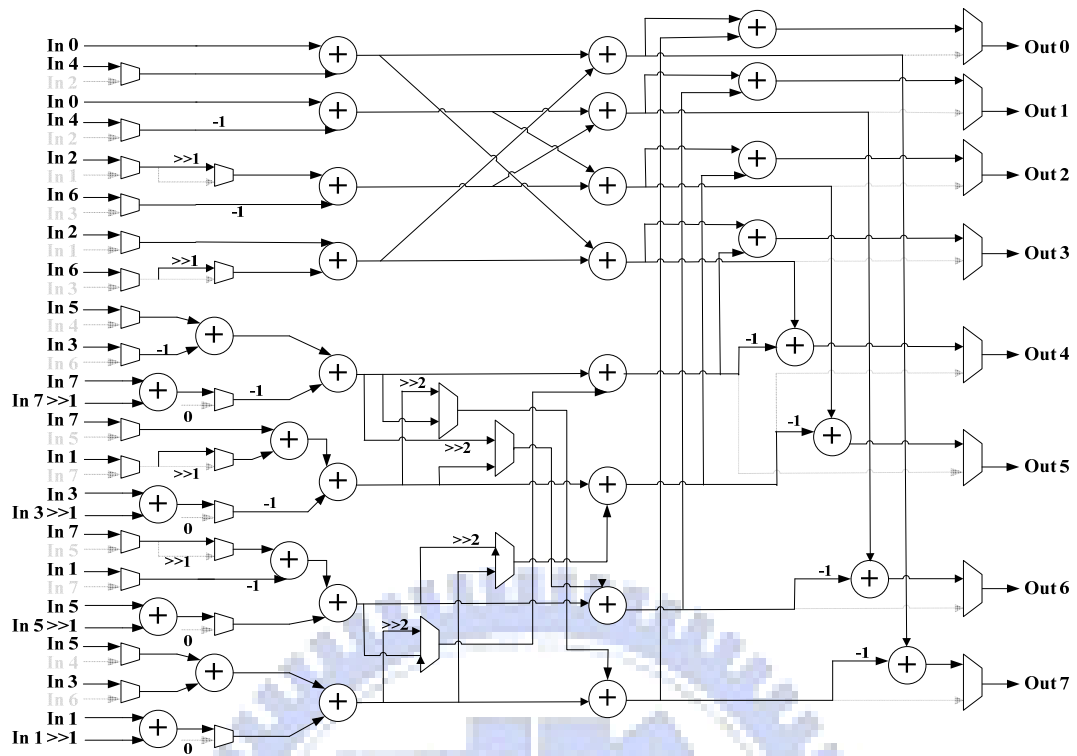 In 0
In 4
In 2
In 0
In 4
In 2
-1
In 2
In 1
>>1
In 6
In 3
-1
In 2
In 1
In 6
In 3
>>1
In 5
In 4
In 3
In 6
-1
In 7
In 7 >>1
0
-1
In 7
In 5
In 1
In 7
>>1
In 3
In 3 >>1
0
-1
In 7
In 5
>>1
In 1
In 7
-1
In 5
In 5 >>1
0
In 5
In 4
In 3
In 6
In 1
In 1 >>1
0
>>2
>>2
>>2
>>2
-1
-1
-1
-1
Out 0
Out 1
Out 2
Out 3
Out 4
Out 5
Out 6
Out 7